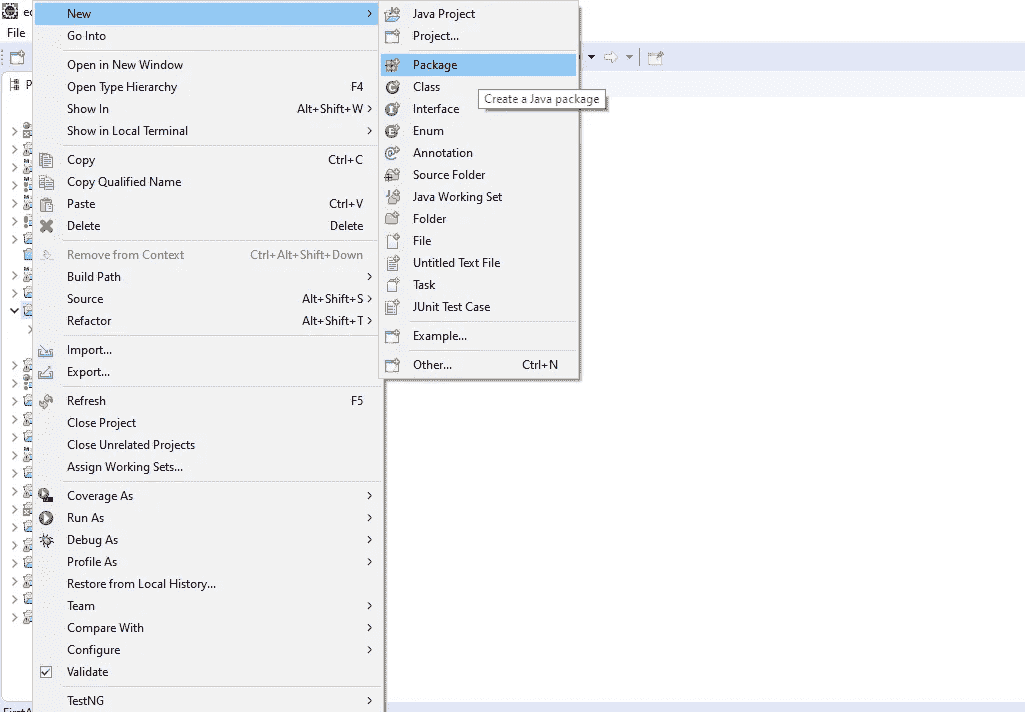 File
New
Go Into
Open in New Window
Open Type Hierarchy F4
Show In Alt+Shift+W
Show in Local Terminal
Copy Ctrl+C
Copy Qualified Name
Paste Ctrl+V
Delete Delete
Remove from Context Ctrl+Alt+Shift+Down
Build Path
Source Alt+Shift+S
Refactor Alt+Shift+T
Import...
Export...
Refresh F5
Close Project
Close Unrelated Projects
Assign Working Sets...
Coverage As
Run As
Debug As
Profile As
Restore from Local History...
Team
Compare With
Configure
Validate
TestNG
Java Project
Project...
Package
Class
Create a Java package
Interface
Enum
Annotation
Source Folder
Java Working Set
Folder
File
Untitled Text File
Task
JUnit Test Case
Example...
Other... Ctrl+N